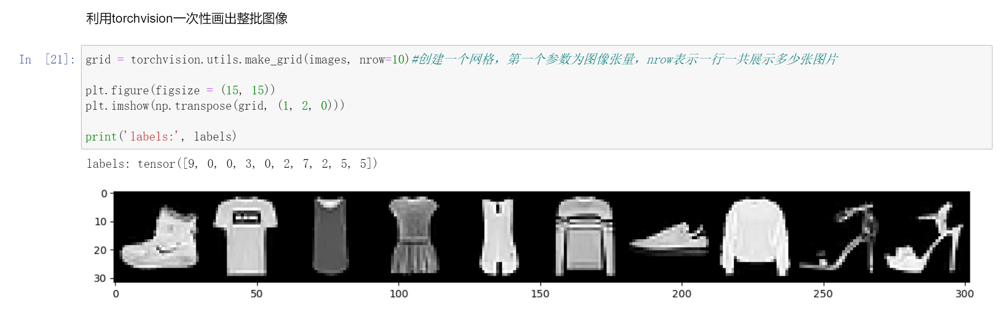 利用torchvision一次性画出整批图像
In [21]: grid = torchvision.utils.make_grid(images, nrow=10)#创建一个网格，第一个参数为图像张量，nrow表示一行一共展示多少张图片
plt.figure(figsize = (15, 15))
plt.imshow(np.transpose(grid, (1, 2, 0)))
print('labels:', labels)
labels: tensor([9, 0, 0, 3, 0, 2, 7, 2, 5, 5])
0
10
20
30
0 50 100 150 200 250 300